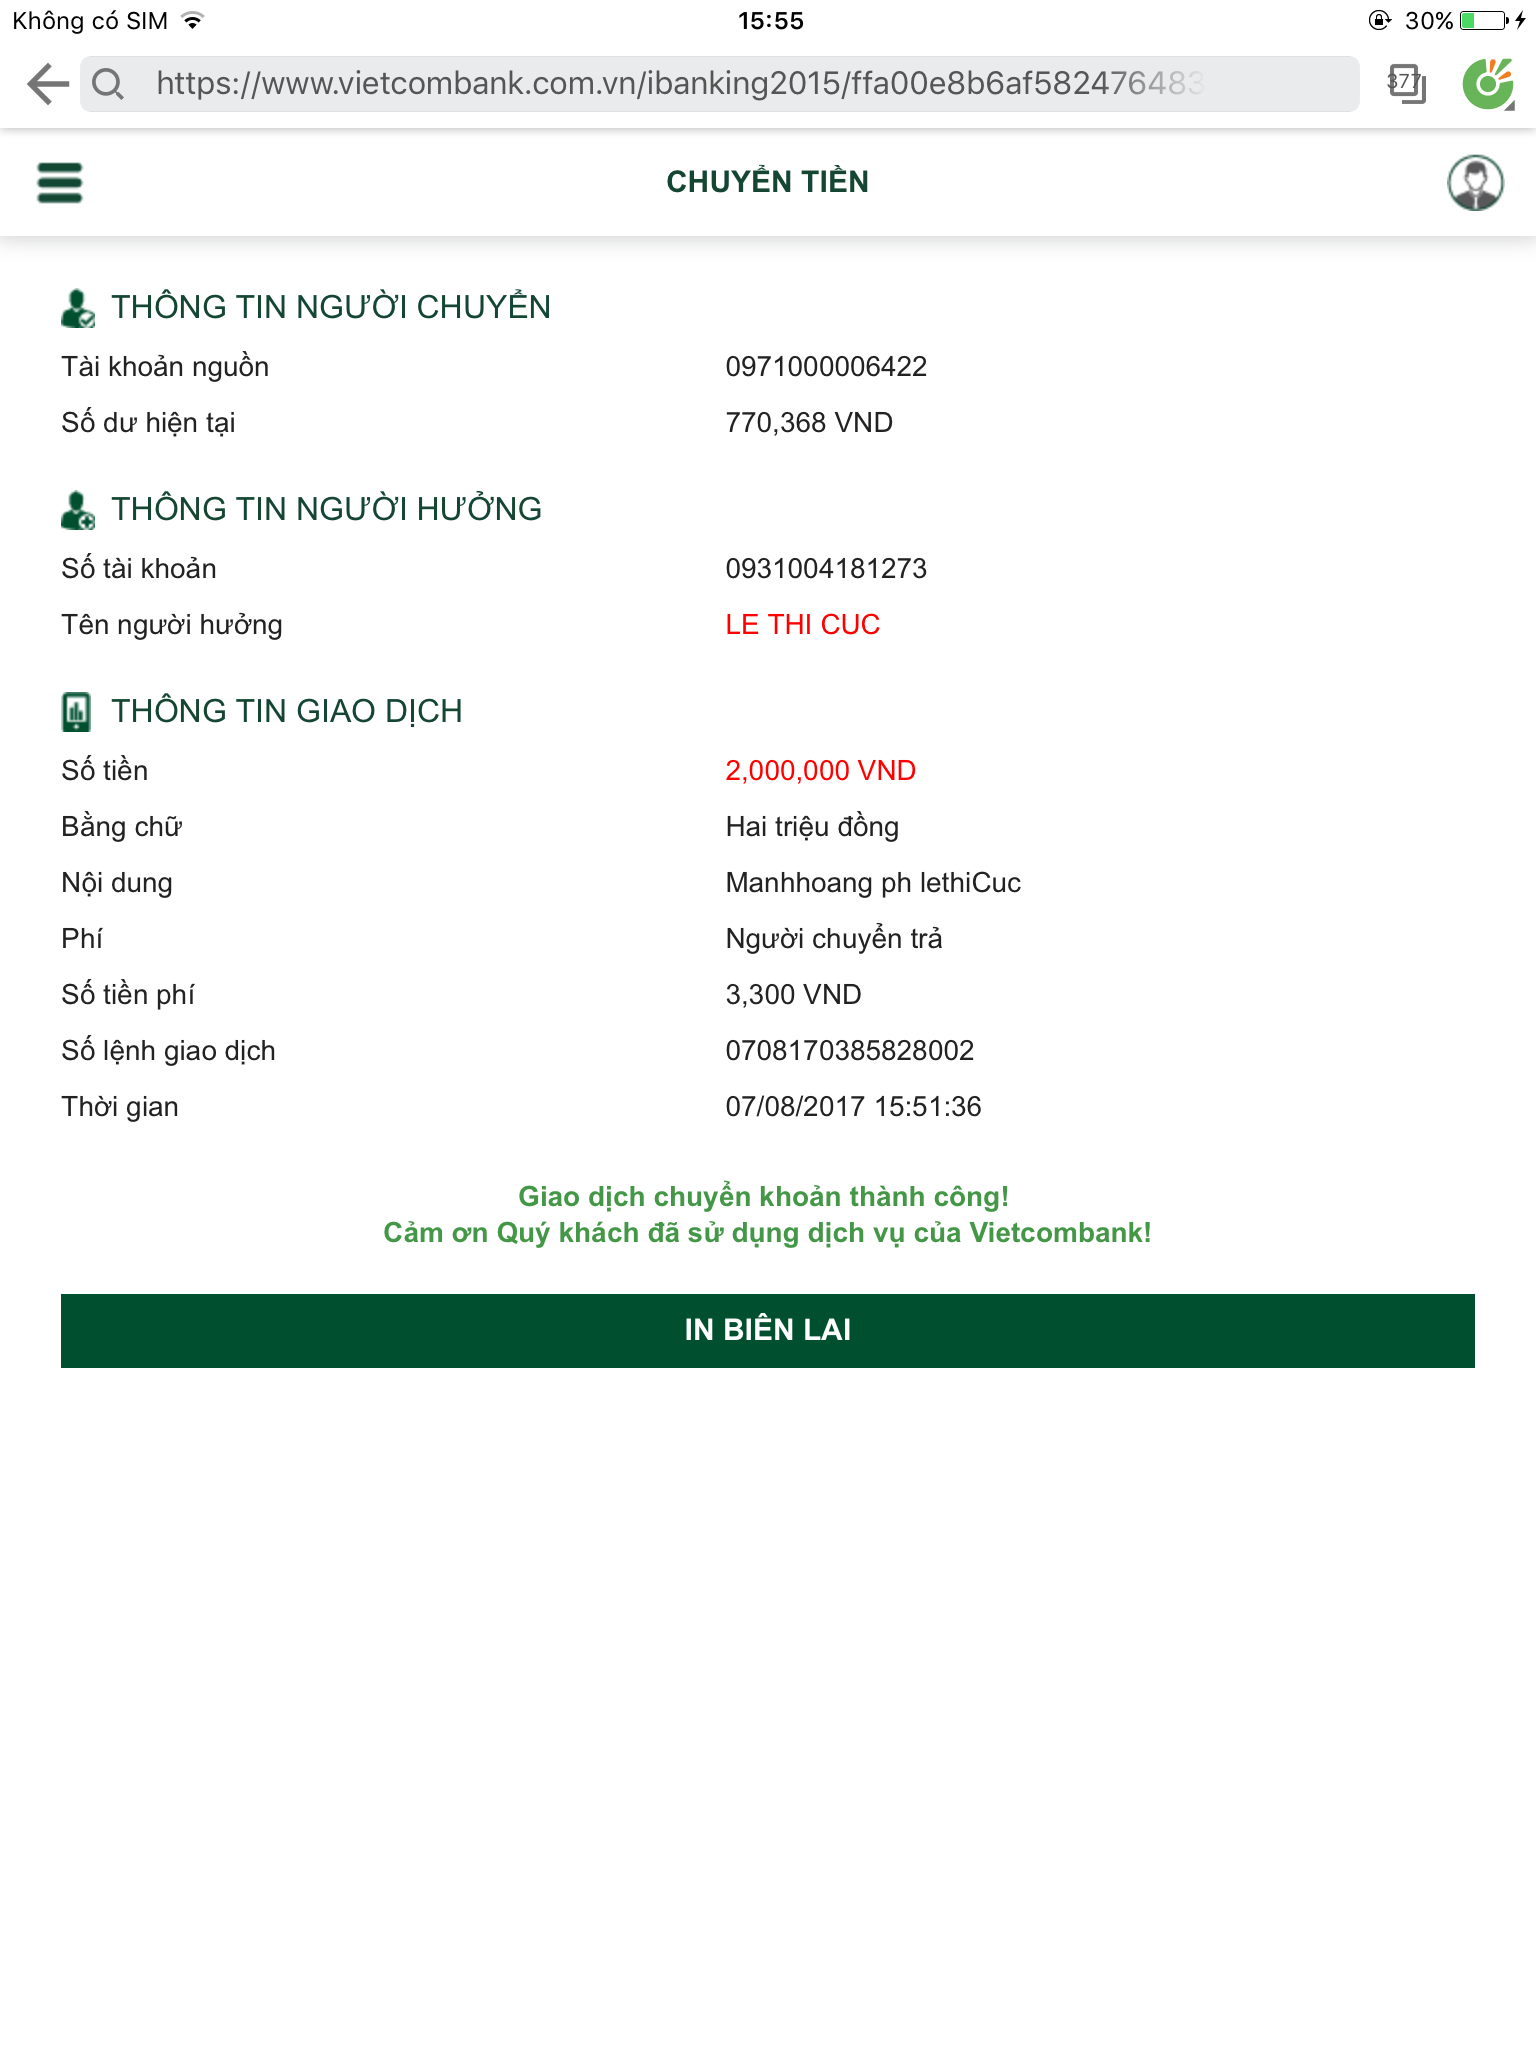 Không có SIM 15:55 30%
https://www.vietcombank.com.vn/ibanking2015/ffa00e8b6af582476483 377
CHUYỂN TIỀN
THÔNG TIN NGƯỜI CHUYỂN
Tài khoản nguồn 0971000006422
Số dư hiện tại 770,368 VND
THÔNG TIN NGƯỜI HƯỞNG
Số tài khoản 0931004181273
Tên người hưởng LE THI CUC
THÔNG TIN GIAO DỊCH
Số tiền 2,000,000 VND
Bằng chữ Hai triệu đồng
Nội dung Manhhoang ph lethiCuc
Phí Người chuyển trả
Số tiền phí 3,300 VND
Số lệnh giao dịch 0708170385828002
Thời gian 07/08/2017 15:51:36
Giao dịch chuyển khoản thành công!
Cảm ơn Quý khách đã sử dụng dịch vụ của Vietcombank!
IN BIÊN LAI